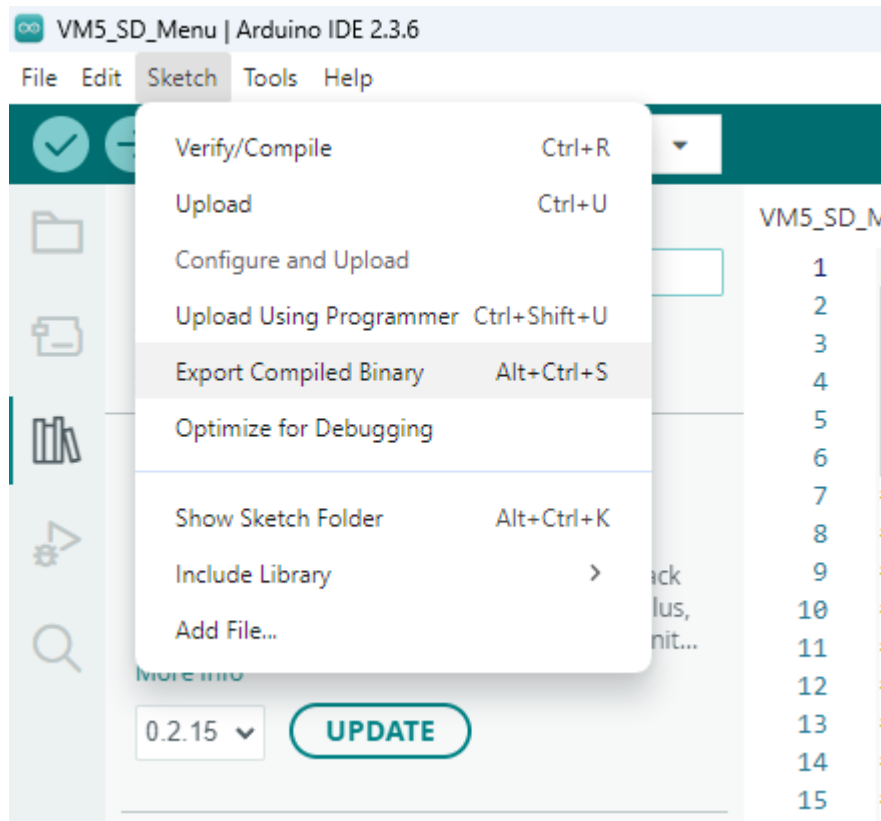 VM5_SD_Menu | Arduino IDE 2.3.6
File Edit Sketch Tools Help
Verify/Compile Ctrl+R
Upload Ctrl+U
Configure and Upload
Upload Using Programmer Ctrl+Shift+U
Export Compiled Binary Alt+Ctrl+S
Optimize for Debugging
Show Sketch Folder Alt+Ctrl+K
Include Library
Add File...
More info
0.2.15 UPDATE
VM5_SD_M
1
2
3
4
5
6
7
8
9
10
11
12
13
14
15